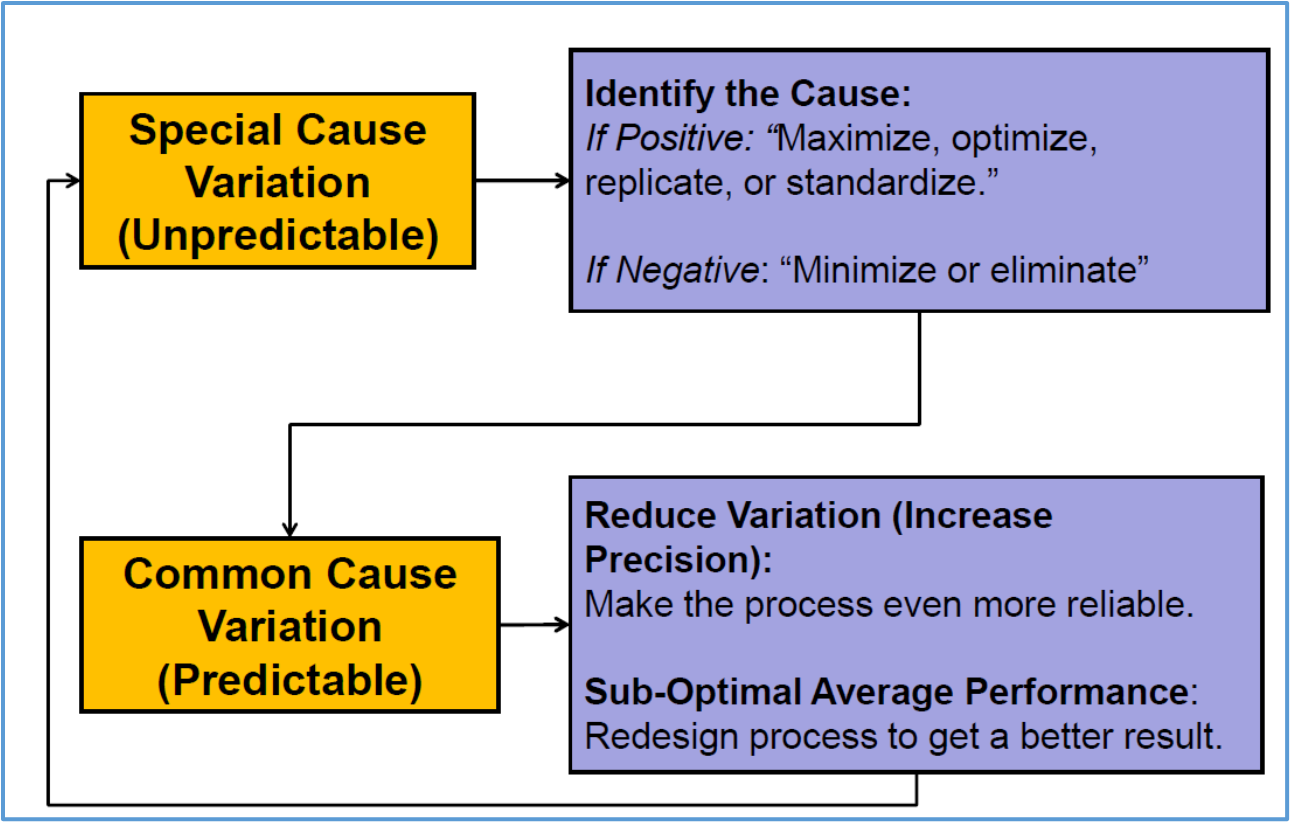 Special Cause
Variation
(Unpredictable)
Identify the Cause:
If Positive: “Maximize, optimize,
replicate, or standardize.”
If Negative: “Minimize or eliminate”
Common Cause
Variation
(Predictable)
Reduce Variation (Increase
Precision):
Make the process even more reliable.
Sub-Optimal Average Performance:
Redesign process to get a better result.